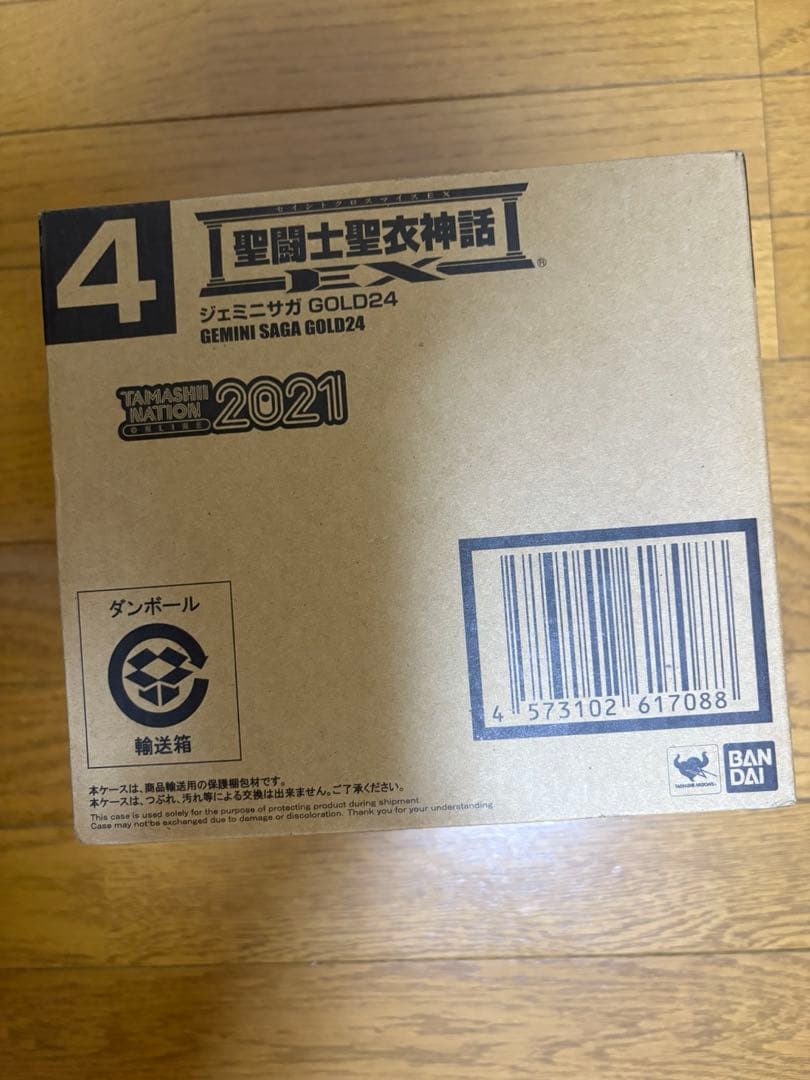 4
セイントクロスマイスEX
聖闘士聖衣神話
EX®
ジェミニサガ GOLD24
GEMINI SAGA GOLD24
TAMASHII
NATION
ONLINE
2021
ダンボール
輸送箱
4 573102 617088
本ケースは、商品輸送用の保護梱包材です。
本ケースは、つぶれ、汚れ等による交換は出来ません。ご了承ください。
This case is used solely for the purpose of protecting product during shipment.
Case may not be exchanged due to damage or discoloration. Thank you for your understanding.
TAMASHII NATIONS
BAN
DAI